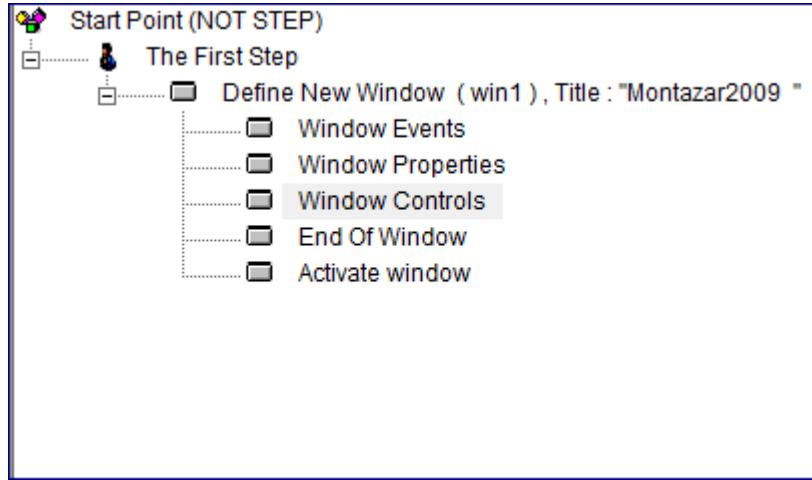 Start Point (NOT STEP)
The First Step
Define New Window  ( win1 ) , Title : "Montazar2009  "
Window Events
Window Properties
Window Controls
End Of Window
Activate window